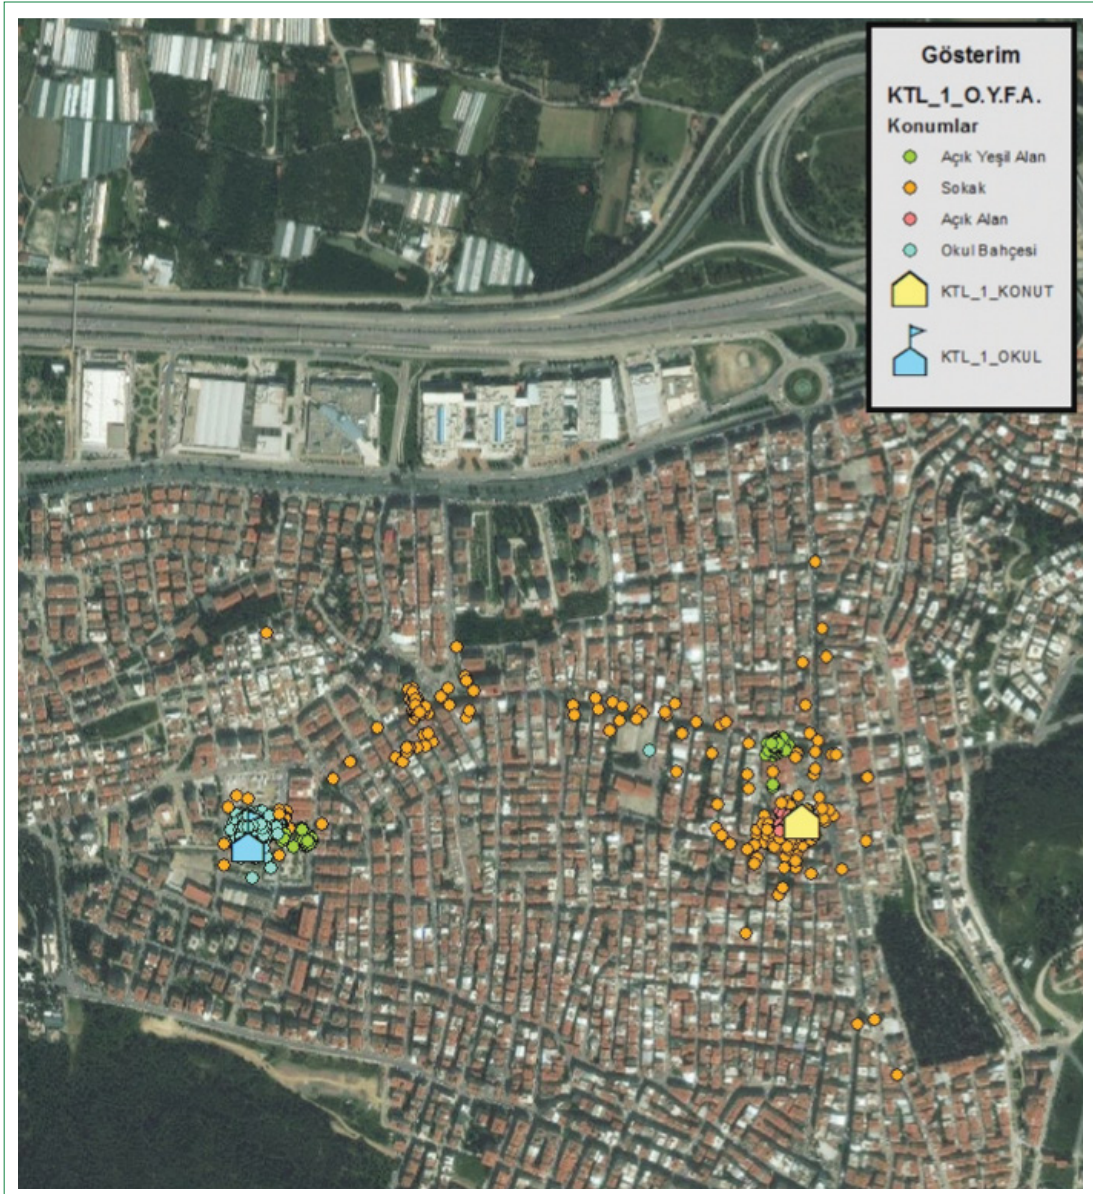 Gösterim
KTL_1_O.Y.F.A.
Konumlar
Açık Yeşil Alan
Sokak
Açık Alan
Okul Bahçesi
KTL_1_KONUT
KTL_1_OKUL